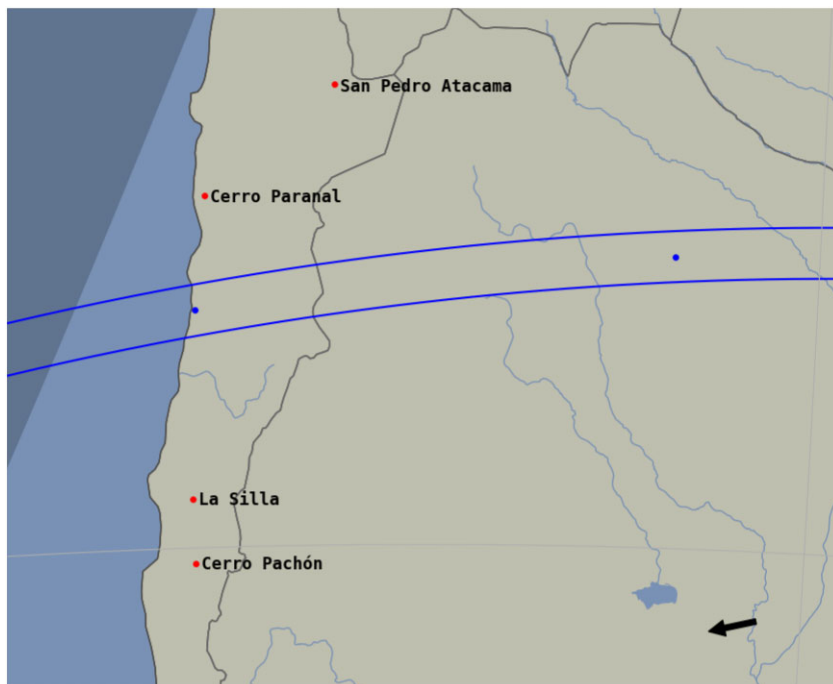 San Pedro Atacama
Cerro Paranal
La Silla
Cerro Pachón